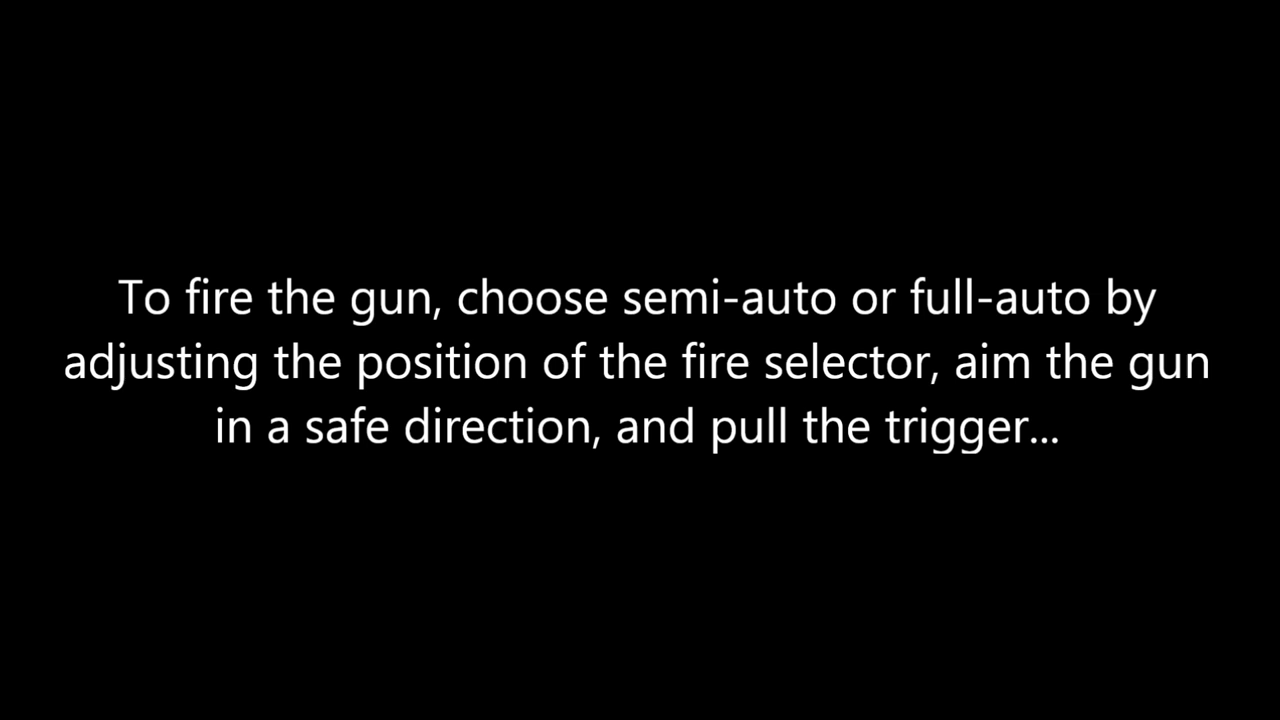 To fire the gun, choose semi-auto or full-auto by
adjusting the position of the fire selector, aim the gun
in a safe direction, and pull the trigger...